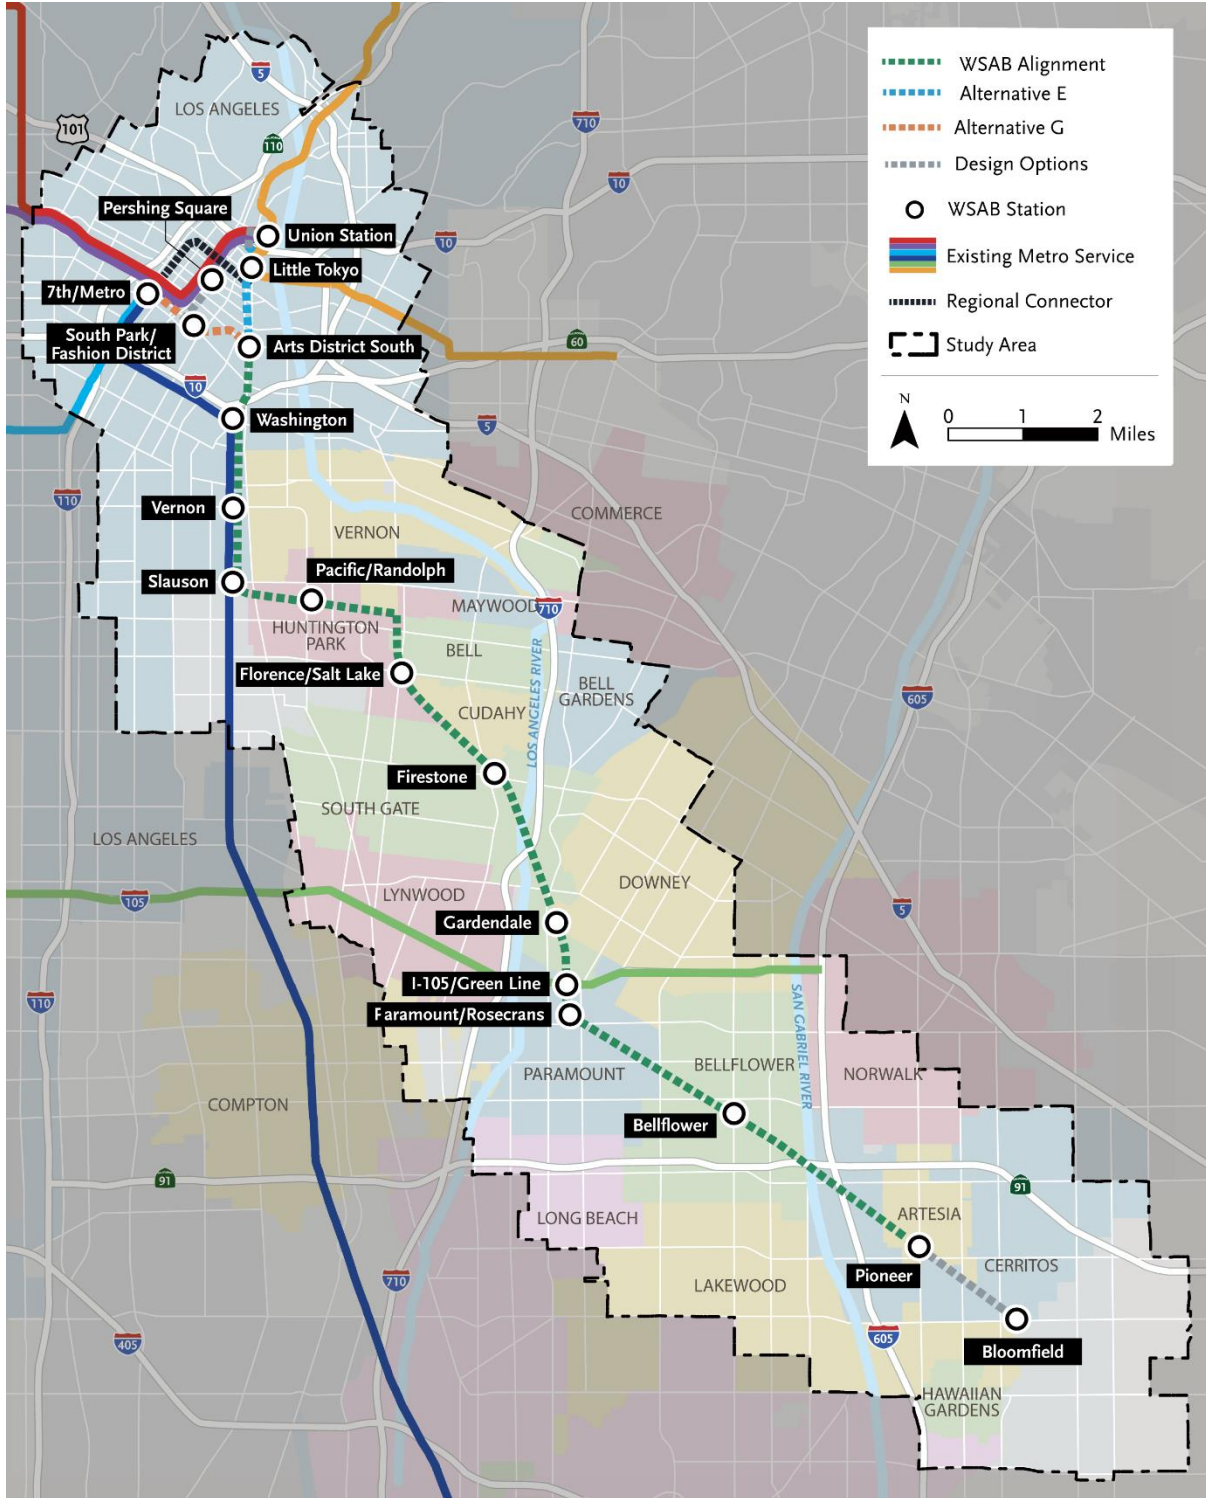 WSAB Alignment
Alternative E
Alternative G
Design Options
WSAB Station
Existing Metro Service
Regional Connector
Study Area
N
0 1 2
Miles
5
LOS ANGELES
101
110
710
10
Pershing Square
Union Station
10
Little Tokyo
7th/Metro
South Park/
Fashion District
Arts District South
60
10
Washington
5
110
Vernon
COMMERCE
VERNON
Slauson
Pacific/Randolph
MAYWOOD
710
HUNTINGTON
PARK
BELL
Florence/Salt Lake
BELL
GARDENS
605
CUDAHY
LOS ANGELES RIVER
Firestone
SOUTH GATE
LOS ANGELES
DOWNEY
LYNWOOD
105
5
Gardendale
I-105/Green Line
110
SAN GABRIEL RIVER
Faramount/Rosecrans
PARAMOUNT
BELLFLOWER
NORWALK
COMPTON
Bellflower
91
91
LONG BEACH
ARTESIA
Pioneer
CERRITOS
710
LAKEWOOD
405
605
Bloomfield
HAWAIIAN
GARDENS